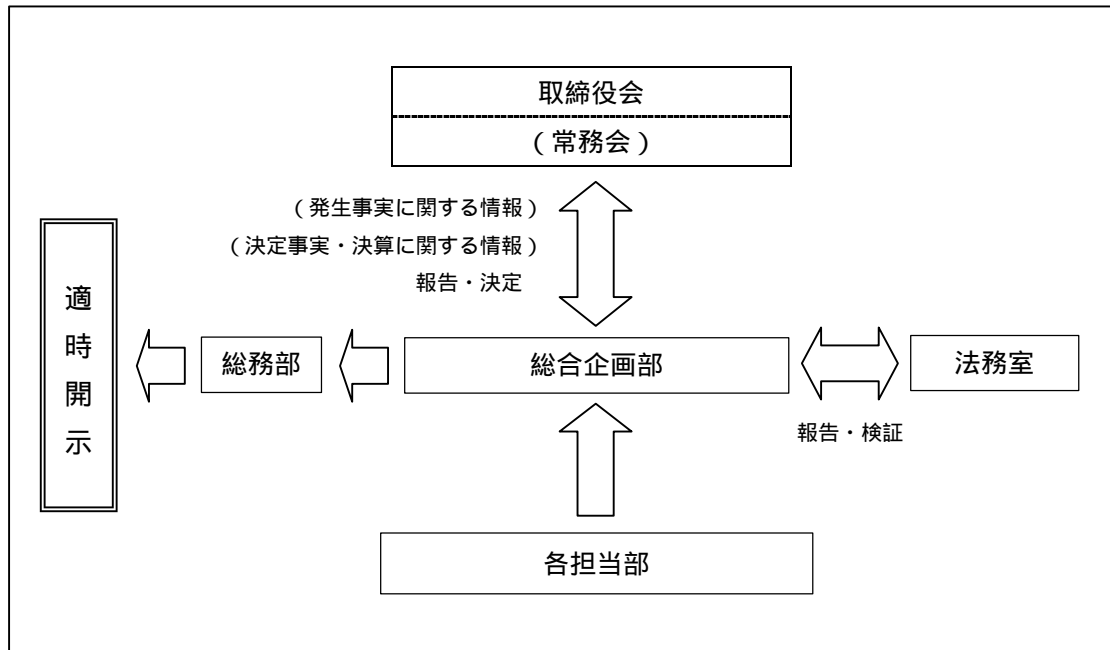 取締役会
(常務会)
(発生事実に関する情報)
(決定事実・決算に関する情報)
報告・決定
適時開示
総務部
総合企画部
法務室
報告・検証
各担当部